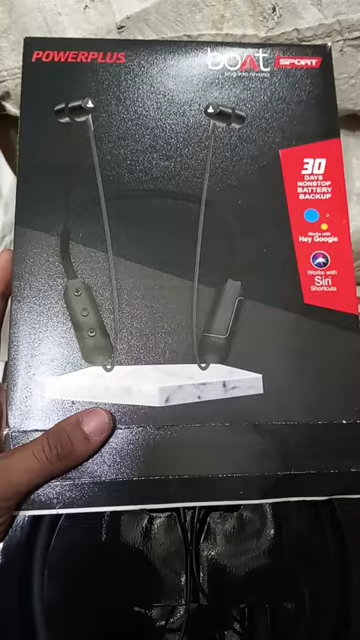 POWERPLUS
boAt SPORT
plug into nirvana
30
DAYS
NONSTOP
BATTERY
BACKUP
Works with
Hey Google
Works with
Siri
Shortcuts